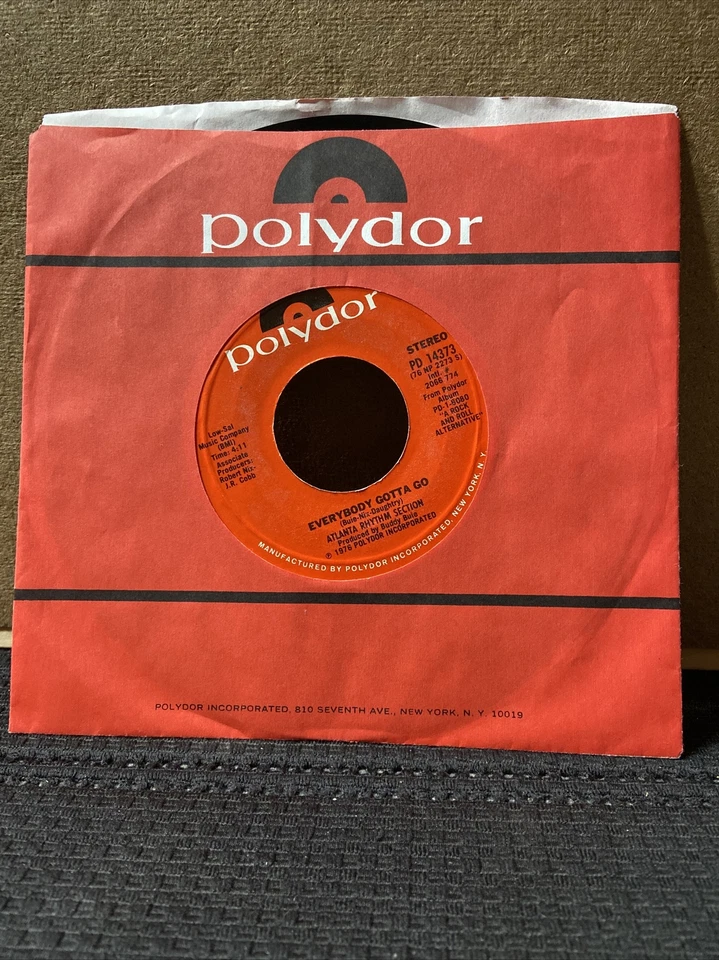 polydor
polydor
STEREO
PD 14373
(76 NP 2273 S)
Intl. #
2066 774
From Polydor
Album
PD-1-6080
"A ROCK
AND ROLL
ALTERNATIVE"
Low-Sal
Music Company
(BMI)
Time: 4:11
Associate
Producers:
Robert Nix-
J.R. Cobb
EVERYBODY GOTTA GO
(Buie-Nix-Daughtry)
ATLANTA RHYTHM SECTION
Produced by Buddy Buie
℗ 1976 POLYDOR INCORPORATED
MANUFACTURED BY POLYDOR INCORPORATED, NEW YORK, N. Y.
POLYDOR INCORPORATED, 810 SEVENTH AVE., NEW YORK, N. Y. 10019